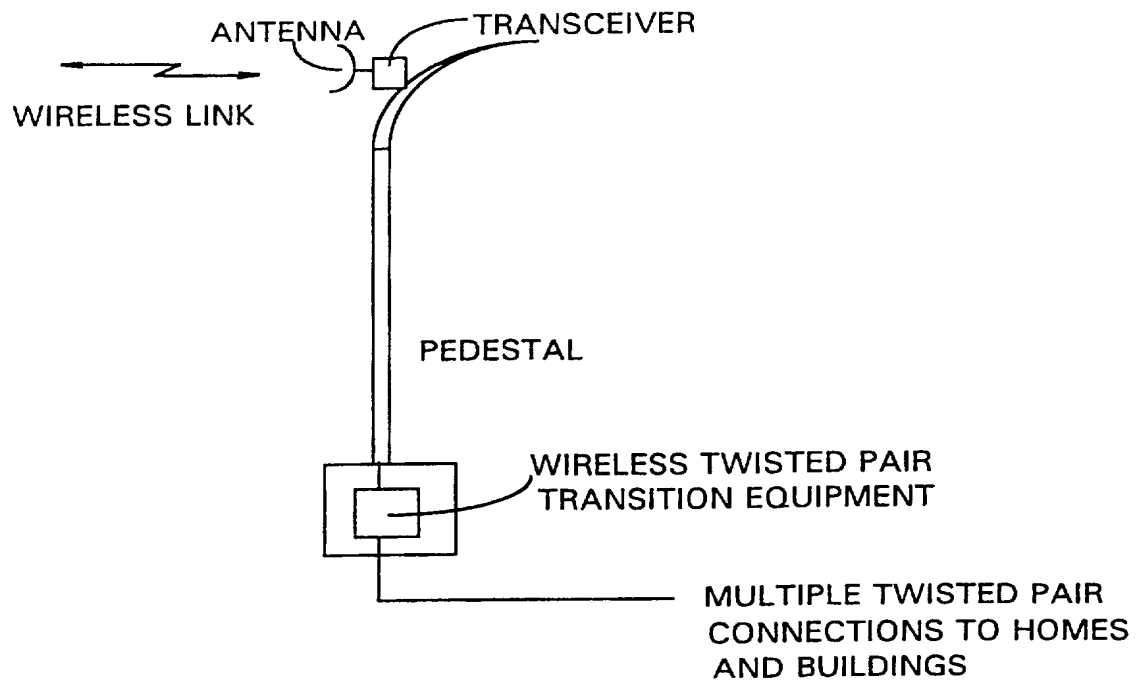 ANTENNA
TRANSCEIVER
WIRELESS LINK
PEDESTAL
WIRELESS TWISTED PAIR
TRANSITION EQUIPMENT
MULTIPLE TWISTED PAIR
CONNECTIONS TO HOMES
AND BUILDINGS